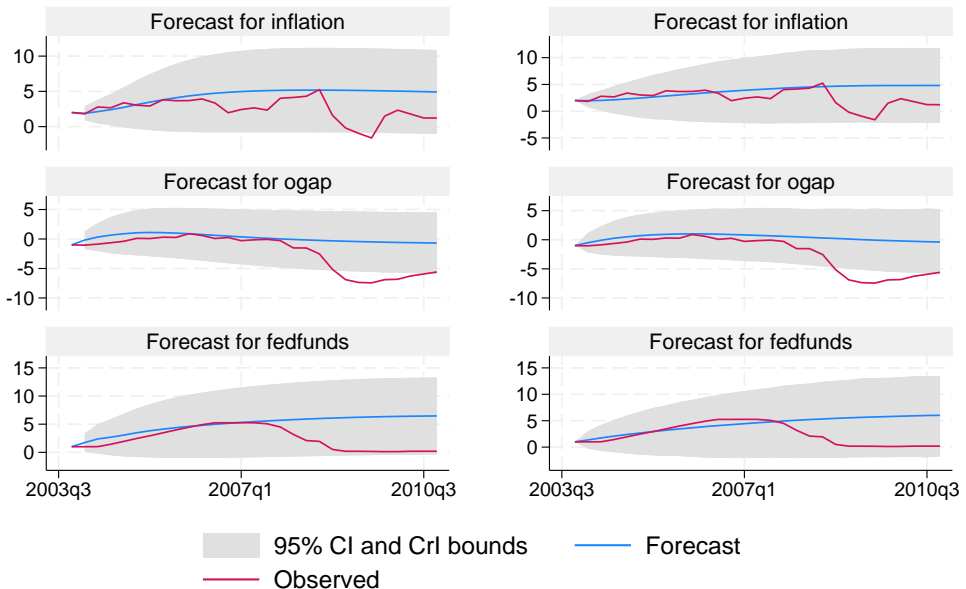 Forecast for inflation
10
5
0
Forecast for ogap
5
0
-5
-10
Forecast for fedfunds
15
10
5
0
2003q3 2007q1 2010q3
Forecast for inflation
10
5
0
-5
Forecast for ogap
5
0
-5
-10
Forecast for fedfunds
15
10
5
0
2003q3 2007q1 2010q3
95% CI and CrI bounds Forecast
Observed